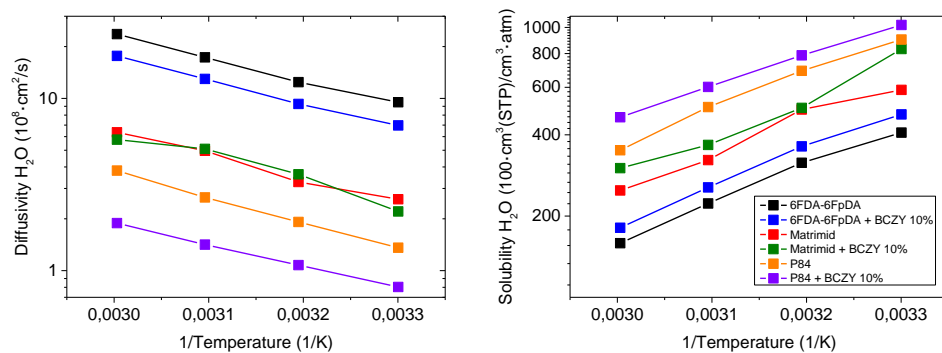 Diffusivity H₂O (10⁸·cm²/s)
10
1
0,0030 0,0031 0,0032 0,0033
1/Temperature (1/K)
Solubility H₂O (100·cm³(STP)/cm³·atm)
1000
800
600
400
200
0,0030 0,0031 0,0032 0,0033
1/Temperature (1/K)
6FDA-6FpDA
6FDA-6FpDA + BCZY 10%
Matrimid
Matrimid + BCZY 10%
P84
P84 + BCZY 10%